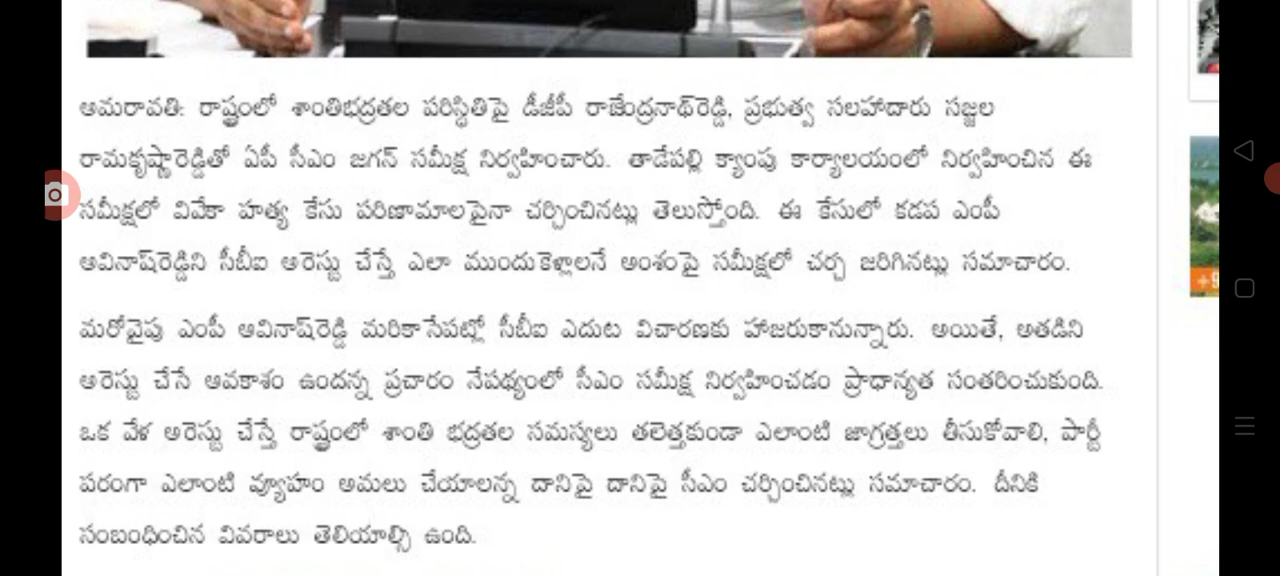 అమరావతి: రాష్ట్రంలో శాంతిభద్రతల పరిస్థితిపై డీజీపీ రాజేంద్రనాథ్‌రెడ్డి, ప్రభుత్వ సలహాదారు సజ్జల
రామకృష్ణారెడ్డితో ఏపీ సీఎం జగన్ సమీక్ష నిర్వహించారు. తాడేపల్లి క్యాంపు కార్యాలయంలో నిర్వహించిన ఈ
సమీక్షలో వివేకా హత్య కేసు పరిణామాలపైనా చర్చించినట్లు తెలుస్తోంది. ఈ కేసులో కడప ఎంపీ
అవినాష్‌రెడ్డిని సీబీఐ అరెస్టు చేస్తే ఎలా ముందుకెళ్లాలనే అంశంపై సమీక్షలో చర్చ జరిగినట్లు సమాచారం.
మరోవైపు ఎంపీ అవినాష్‌రెడ్డి మరికాసేపట్లో సీబీఐ ఎదుట విచారణకు హాజరుకానున్నారు. అయితే, అతడిని
అరెస్టు చేసే అవకాశం ఉందన్న ప్రచారం నేపథ్యంలో సీఎం సమీక్ష నిర్వహించడం ప్రాధాన్యత సంతరించుకుంది.
ఒక వేళ అరెస్టు చేస్తే రాష్ట్రంలో శాంతి భద్రతల సమస్యలు తలెత్తకుండా ఎలాంటి జాగ్రత్తలు తీసుకోవాలి, పార్టీ
పరంగా ఎలాంటి వ్యూహం అమలు చేయాలన్న దానిపై దానిపై సీఎం చర్చించినట్లు సమాచారం. దీనికి
సంబంధించిన వివరాలు తెలియాల్సి ఉంది.